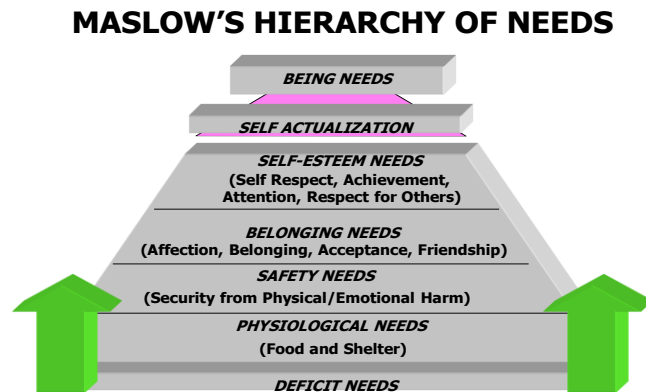 MASLOW'S HIERARCHY OF NEEDS
BEING NEEDS
SELF ACTUALIZATION
SELF-ESTEEM NEEDS
(Self Respect, Achievement,
Attention, Respect for Others)
BELONGING NEEDS
(Affection, Belonging, Acceptance, Friendship)
SAFETY NEEDS
(Security from Physical/Emotional Harm)
PHYSIOLOGICAL NEEDS
(Food and Shelter)
DEFICIT NEEDS